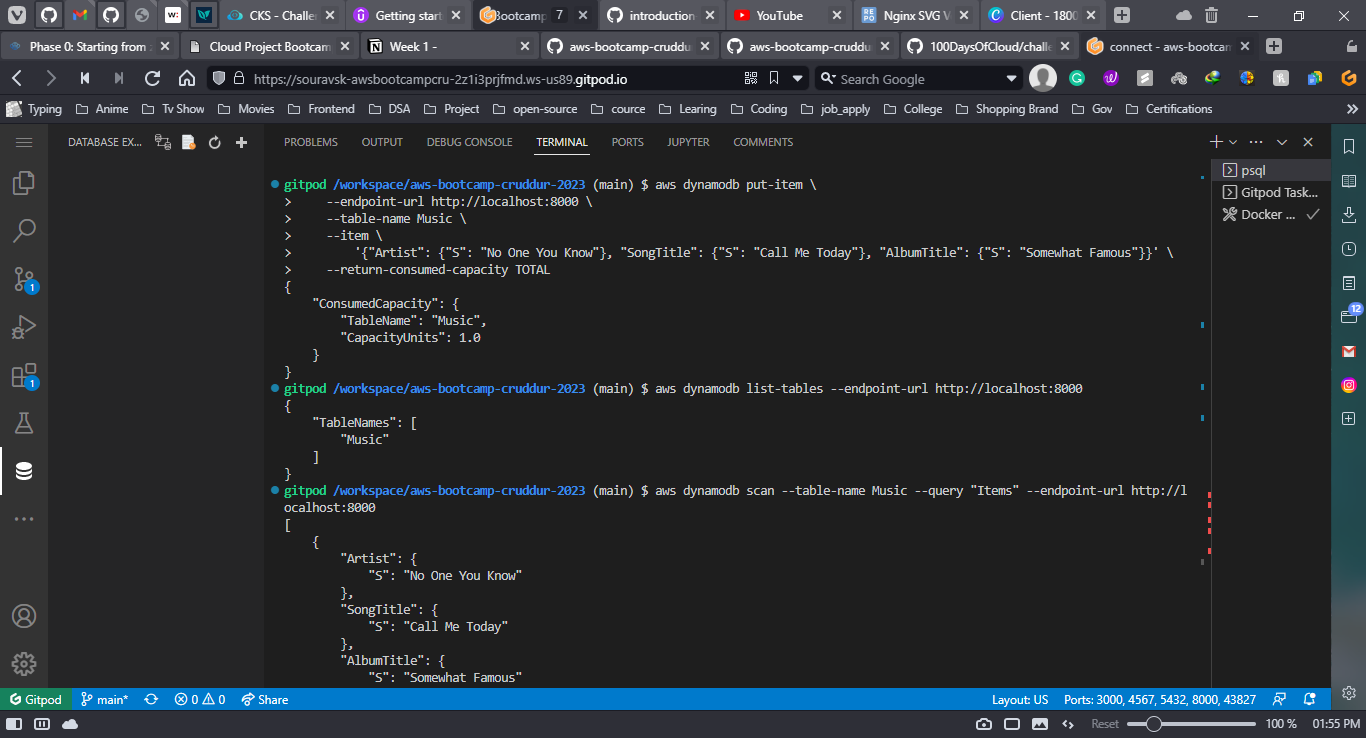 CKS - Challe
Getting start
Bootcamp
7
introduction
YouTube
Nginx SVG V
Client - 1800
Phase 0: Starting from
Cloud Project Bootcam
Week 1 -
aws-bootcamp-cruddu
aws-bootcamp-cruddu
100DaysOfCloud/chall
connect - aws-bootcam
https://souravsk-awsbootcampcru-2z1i3prjfmd.ws-us89.gitpod.io
Search Google
Typing
Anime
Tv Show
Movies
Frontend
DSA
Project
open-source
cource
Learing
Coding
job_apply
College
Shopping Brand
Gov
Certifications
DATABASE EX...
PROBLEMS
OUTPUT
DEBUG CONSOLE
TERMINAL
PORTS
JUPYTER
COMMENTS
psql
Gitpod Task...
Docker ...
gitpod /workspace/aws-bootcamp-cruddur-2023 (main) $ aws dynamodb put-item \
> --endpoint-url http://localhost:8000 \
> --table-name Music \
> --item \
> '{"Artist": {"S": "No One You Know"}, "SongTitle": {"S": "Call Me Today"}, "AlbumTitle": {"S": "Somewhat Famous"}}' \
> --return-consumed-capacity TOTAL
{
"ConsumedCapacity": {
"TableName": "Music",
"CapacityUnits": 1.0
}
}
gitpod /workspace/aws-bootcamp-cruddur-2023 (main) $ aws dynamodb list-tables --endpoint-url http://localhost:8000
{
"TableNames": [
"Music"
]
}
gitpod /workspace/aws-bootcamp-cruddur-2023 (main) $ aws dynamodb scan --table-name Music --query "Items" --endpoint-url http://l
ocalhost:8000
[
{
"Artist": {
"S": "No One You Know"
},
"SongTitle": {
"S": "Call Me Today"
},
"AlbumTitle": {
"S": "Somewhat Famous"
1
1
12
Gitpod
main*
0
0
Share
Layout: US
Ports: 3000, 4567, 5432, 8000, 43827
Reset
100 %
01:55 PM